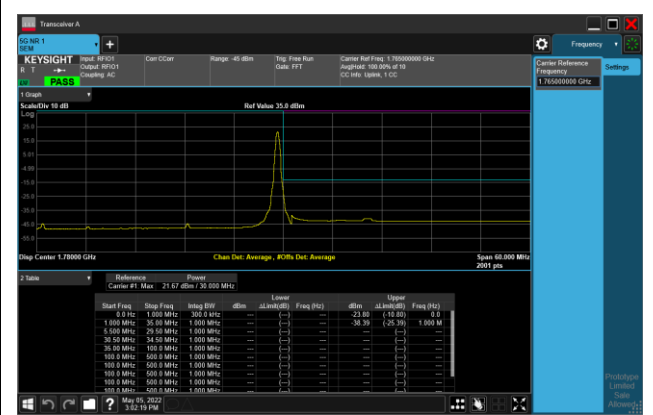 Transceiver A
5G NR 1
SEM
Frequency
KEYSIGHT
Input: RFIO1
Output: RFIO1
Coupling: AC
Corr CCorr
Range: -45 dBm
Trig: Free Run
Gate: FFT
Carrier Ref Freq: 1.765000000 GHz
Avg|Hold: 100.00% of 10
CC Info: Uplink, 1 CC
R T
PASS
Carrier Reference
Frequency
1.765000000 GHz
Settings
1 Graph
Scale/Div 10 dB
Ref Value 35.0 dBm
Log
25.0
15.0
5.01
-4.99
-15.0
-25.0
-35.0
-45.0
-55.0
Disp Center 1.78000 GHz
Chan Det: Average, #Offs Det: Average
Span 60.000 MHz
2001 pts
2 Table
Reference Power
Carrier #1 Max 21.67 dBm / 30.000 MHz
Lower Upper
Start Freq Stop Freq Integ BW dBm ΔLimit(dB) Freq (Hz) dBm ΔLimit(dB) Freq (Hz)
0.0 Hz 1.000 MHz 300.0 kHz --- (---) --- -23.80 (-10.80) 0.0
1.000 MHz 35.00 MHz 1.000 MHz --- (---) --- -38.39 (-25.39) 1.000 M
5.500 MHz 29.50 MHz 1.000 MHz --- (---) --- --- (---) ---
30.50 MHz 34.50 MHz 1.000 MHz --- (---) --- --- (---) ---
35.00 MHz 100.0 MHz 1.000 MHz --- (---) --- --- (---) ---
100.0 MHz 500.0 MHz 1.000 MHz --- (---) --- --- (---) ---
100.0 MHz 500.0 MHz 1.000 MHz --- (---) --- --- (---) ---
100.0 MHz 500.0 MHz 1.000 MHz --- (---) --- --- (---) ---
100.0 MHz 500.0 MHz 1.000 MHz --- (---) --- --- (---) ---
Prototype
Limited
Sale
Allowed
?
May 05, 2022
3:02:19 PM